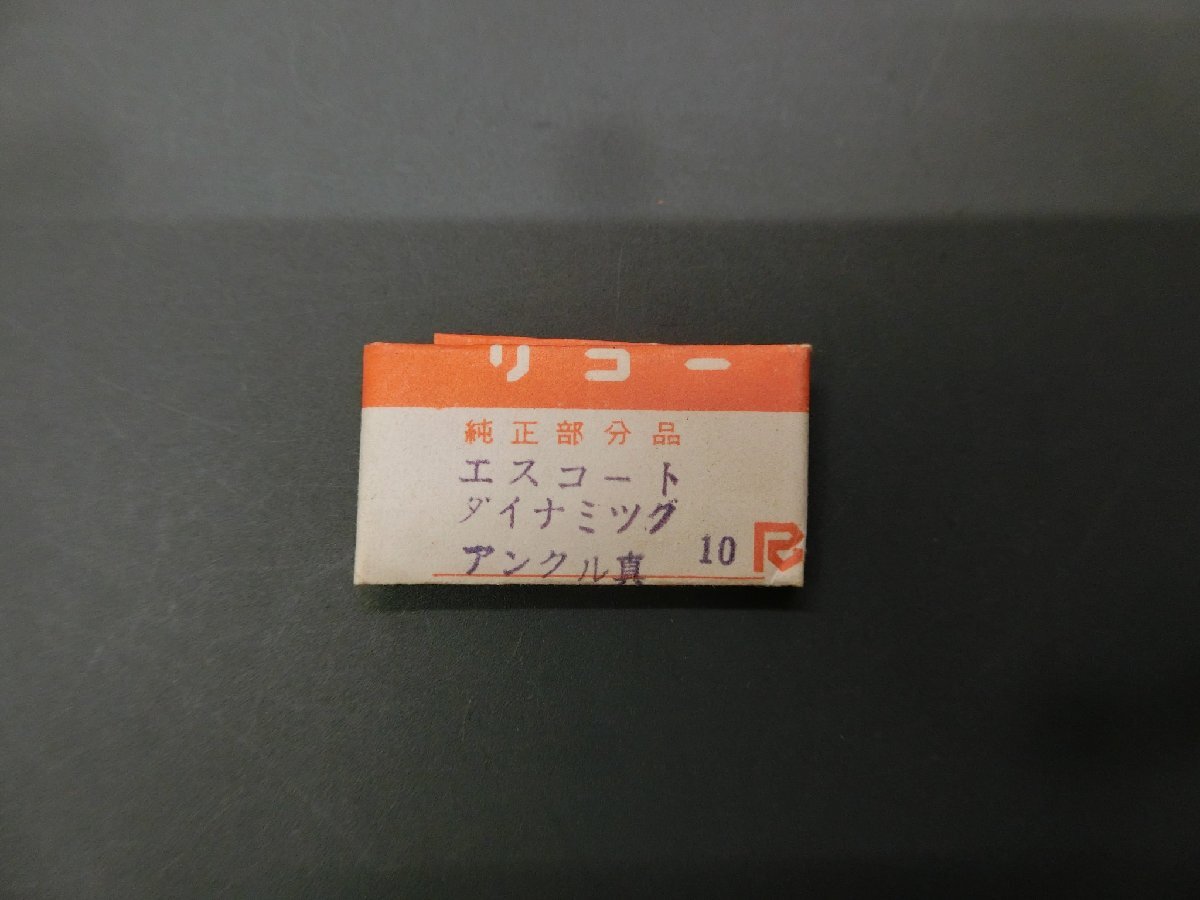 リコー
純正部分品
エスコート
ダイナミツグ
アンクル真 10 R